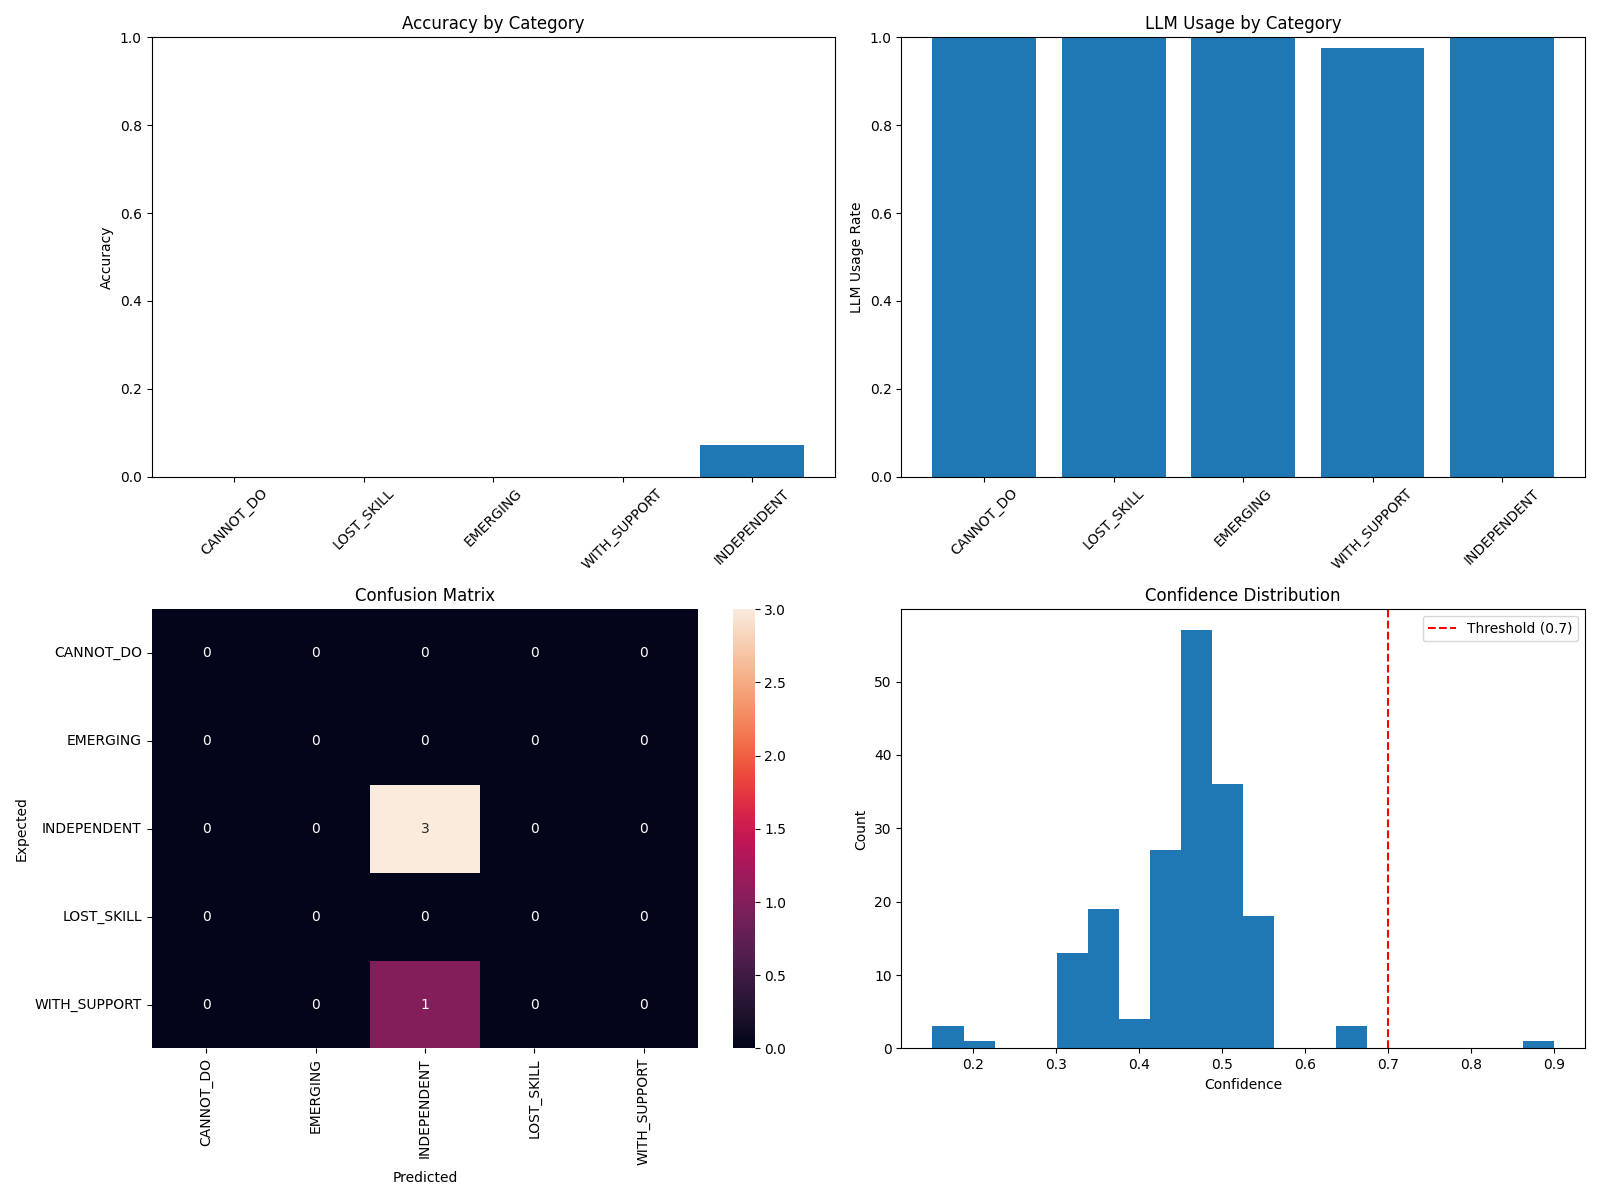 Accuracy by Category
Accuracy
1.0
0.8
0.6
0.4
0.2
0.0
CANNOT_DO
LOST_SKILL
EMERGING
WITH_SUPPORT
INDEPENDENT
LLM Usage by Category
LLM Usage Rate
1.0
0.8
0.6
0.4
0.2
0.0
CANNOT_DO
LOST_SKILL
EMERGING
WITH_SUPPORT
INDEPENDENT
Confusion Matrix
Expected
CANNOT_DO 0 0 0 0 0
EMERGING 0 0 0 0 0
INDEPENDENT 0 0 3 0 0
LOST_SKILL 0 0 0 0 0
WITH_SUPPORT 0 0 1 0 0
CANNOT_DO
EMERGING
INDEPENDENT
LOST_SKILL
WITH_SUPPORT
Predicted
3.0
2.5
2.0
1.5
1.0
0.5
0.0
Confidence Distribution
Threshold (0.7)
Count
50
40
30
20
10
0
0.2 0.3 0.4 0.5 0.6 0.7 0.8 0.9
Confidence